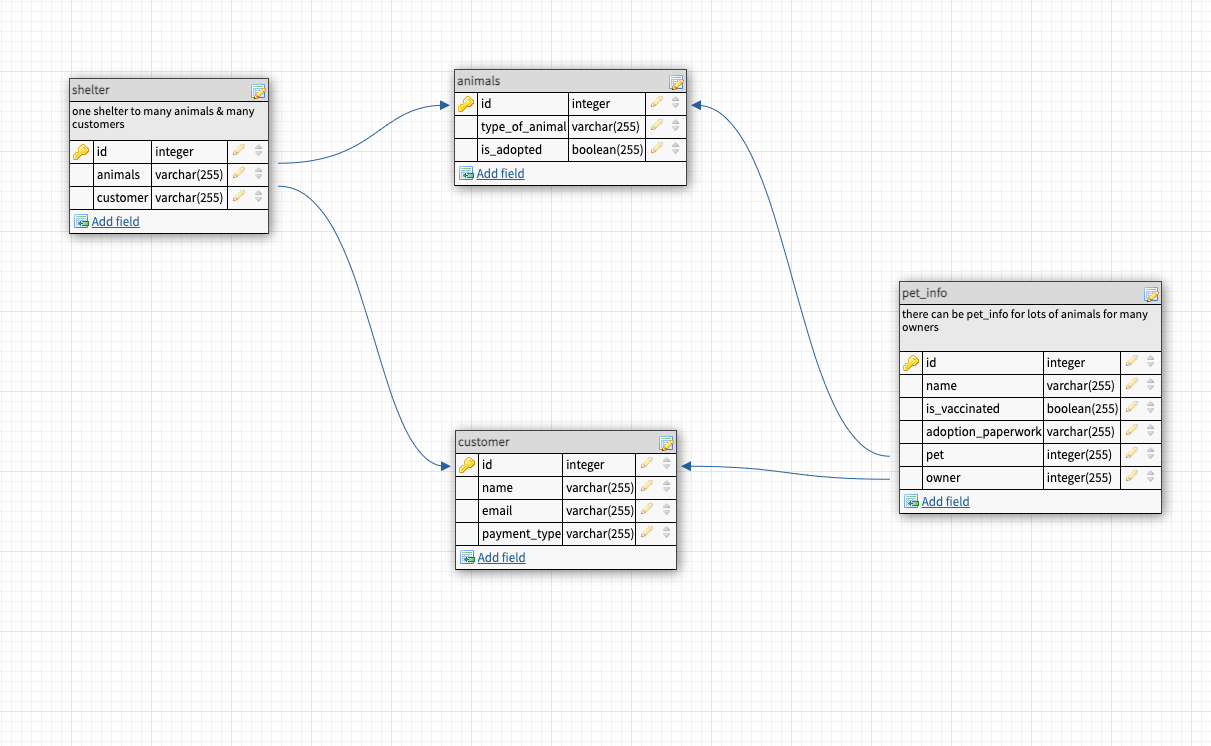 shelter
one shelter to many animals & many
customers
id integer
animals varchar(255)
customer varchar(255)
Add field
animals
id integer
type_of_animal varchar(255)
is_adopted boolean(255)
Add field
pet_info
there can be pet_info for lots of animals for many
owners
id integer
name varchar(255)
is_vaccinated boolean(255)
adoption_paperwork varchar(255)
pet integer(255)
owner integer(255)
Add field
customer
id integer
name varchar(255)
email varchar(255)
payment_type varchar(255)
Add field